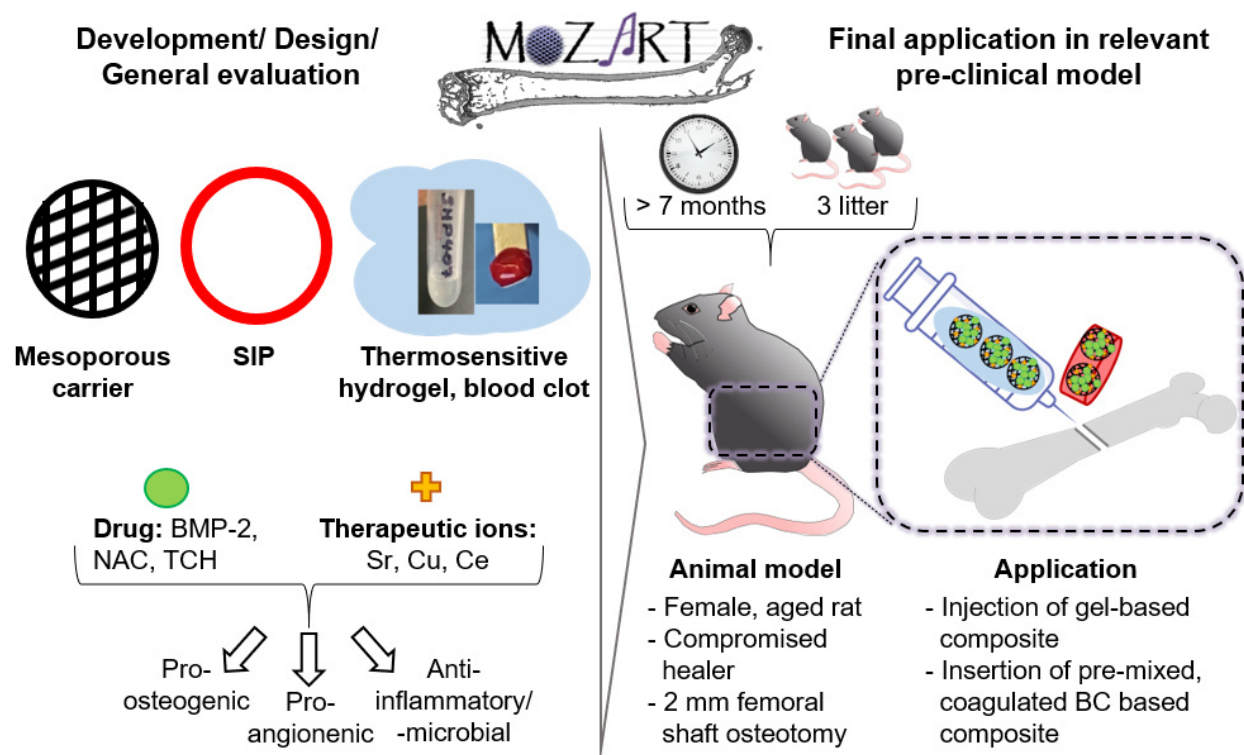 Development/ Design/
General evaluation
MOZART
Final application in relevant
pre-clinical model
> 7 months
3 litter
Mesoporous
carrier
SIP
Thermosensitive
hydrogel, blood clot
Drug: BMP-2,
NAC, TCH
Therapeutic ions:
Sr, Cu, Ce
Pro-
osteogenic
Pro-
angionenic
Anti-
inflammatory/
-microbial
Animal model
- Female, aged rat
- Compromised
healer
- 2 mm femoral
shaft osteotomy
Application
- Injection of gel-based
composite
- Insertion of pre-mixed,
coagulated BC based
composite